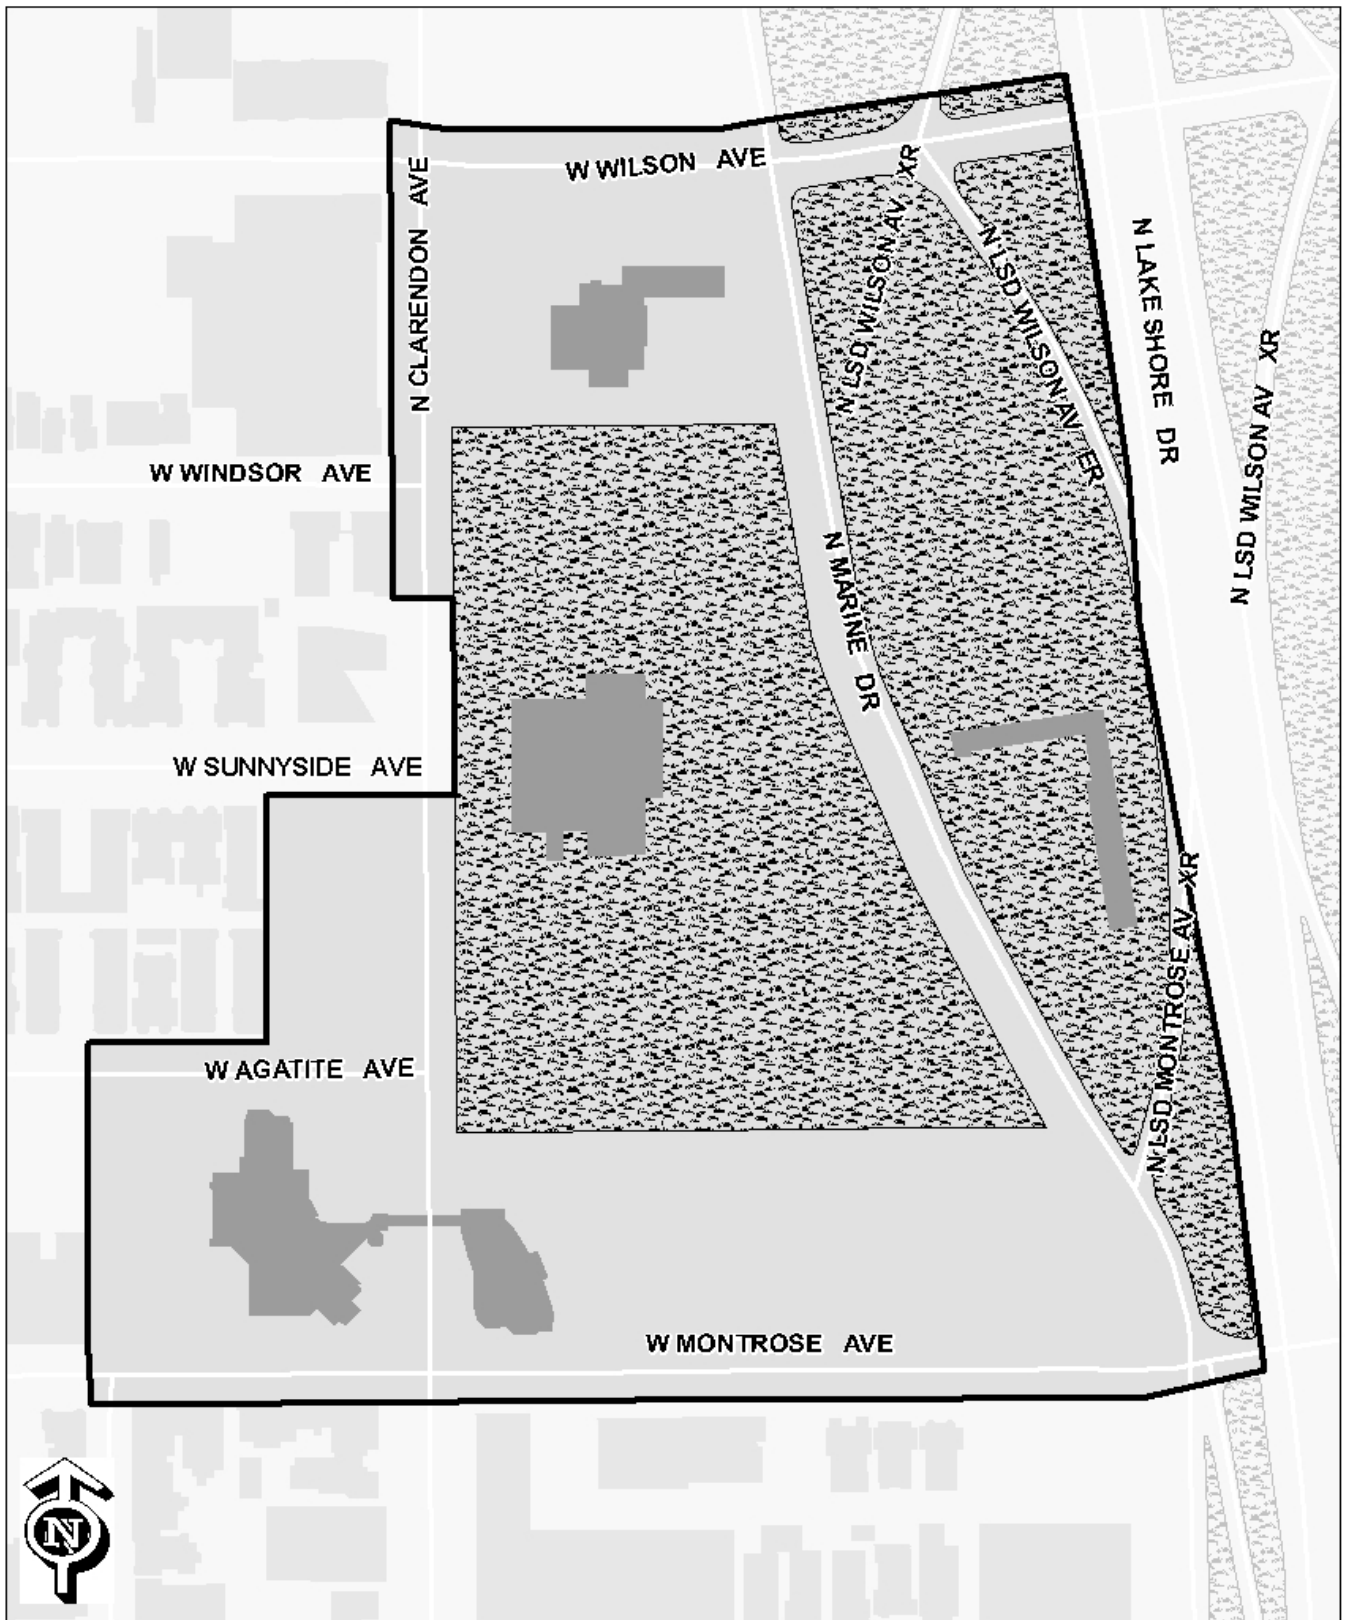 W WILSON AVE
N CLARENDON AVE
N LSD WILSON AV XR
N LSD WILSON AV ER
N LAKE SHORE DR
N LSD WILSON AV XR
W WINDSOR AVE
N MARINE DR
W SUNNYSIDE AVE
N LSD MONTROSE AV XR
W AGATITE AVE
W MONTROSE AVE
N